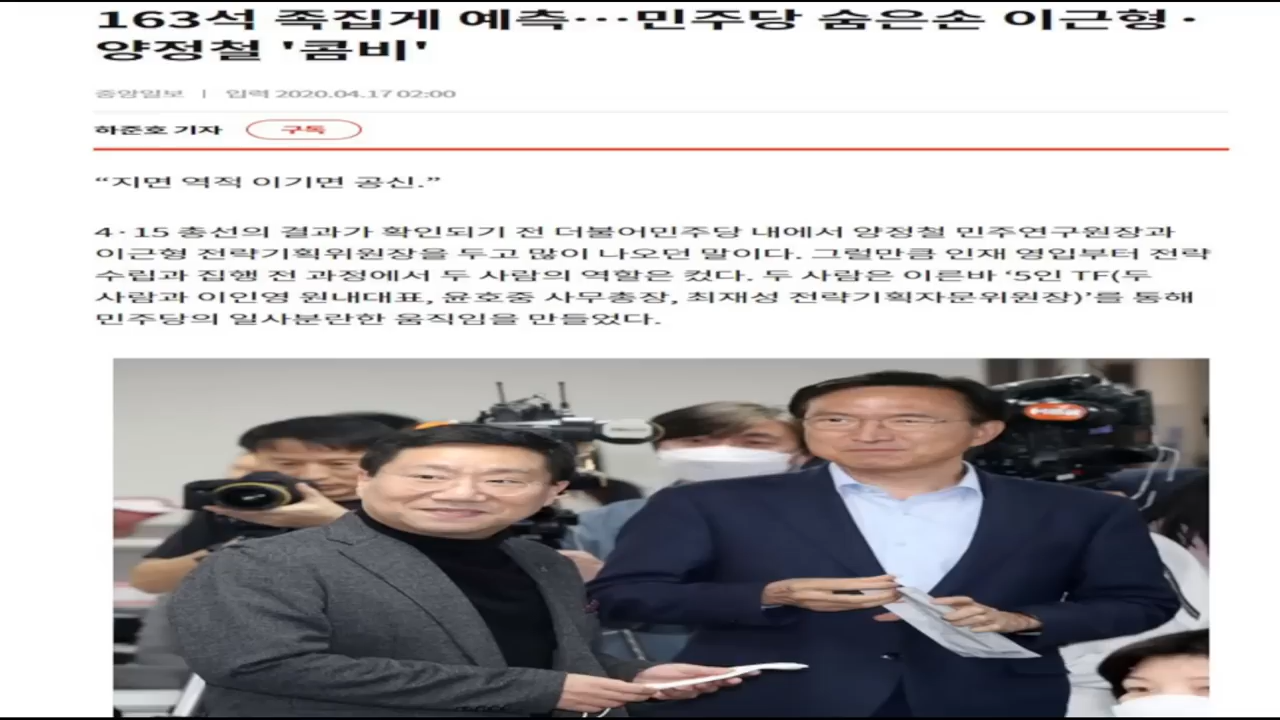 163석 족집게 예측…민주당 숨은손 이근형·
양정철 '콤비'
중앙일보 | 입력 2020.04.17 02:00
하준호 기자 구독
“지면 역적 이기면 공신.”
4·15 총선의 결과가 확인되기 전 더불어민주당 내에서 양정철 민주연구원장과
이근형 전략기획위원장을 두고 많이 나오던 말이다. 그럴만큼 인재 영입부터 전략
수립과 집행 전 과정에서 두 사람의 역할은 컸다. 두 사람은 이른바 ‘5인 TF(두
사람과 이인영 원내대표, 윤호중 사무총장, 최재성 전략기획자문위원장)’를 통해
민주당의 일사분란한 움직임을 만들었다.